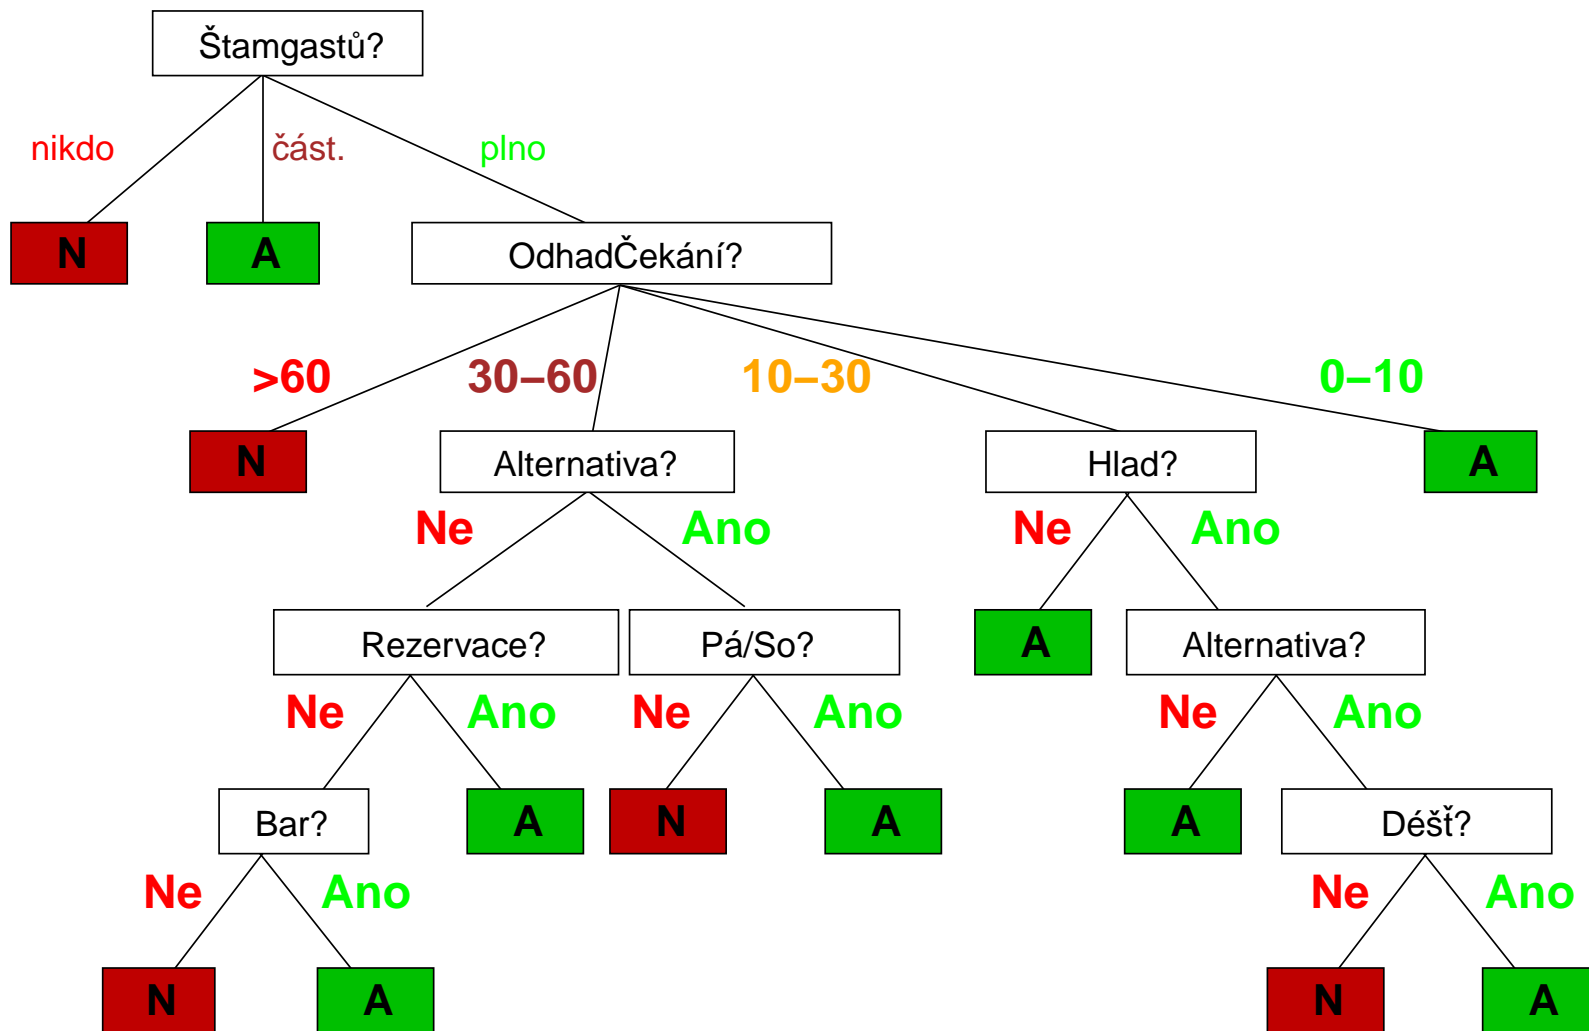 Štamgastů?
nikdo část. plno
N A OdhadČekání?
>60 30–60 10–30 0–10
N Alternativa? Hlad? A
Ne Ano Ne Ano
Rezervace? Pá/So? A Alternativa?
Ne Ano Ne Ano Ne Ano
Bar? A N A A Déšť?
Ne Ano Ne Ano
N A N A